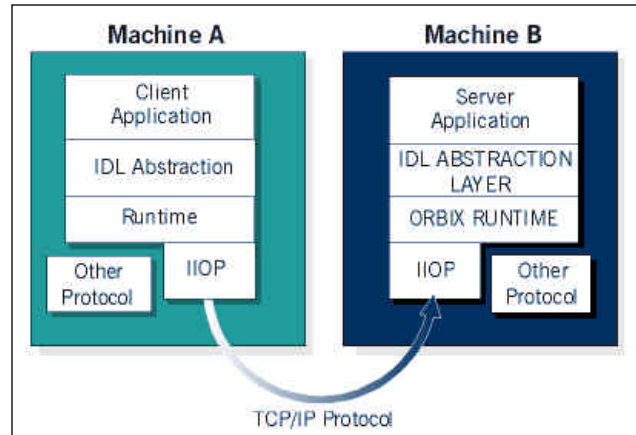 Machine A
Client
Application
IDL Abstraction
Runtime
IIOP
Other
Protocol
Machine B
Server
Application
IDL ABSTRACTION
LAYER
ORBIX RUNTIME
IIOP
Other
Protocol
TCP/IP Protocol